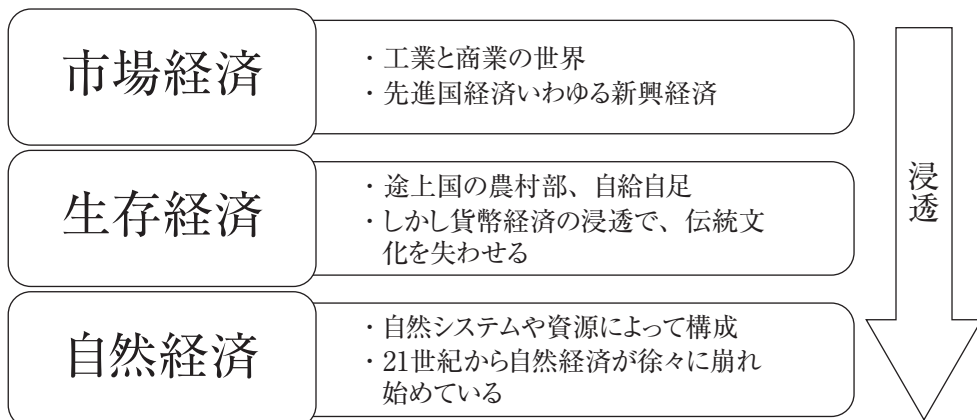 市場経済
・工業と商業の世界
・先進国経済いわゆる新興経済
生存経済
・途上国の農村部、自給自足
・しかし貨幣経済の浸透で、伝統文
化を失わせる
自然経済
・自然システムや資源によって構成
・21世紀から自然経済が徐々に崩れ
始めている
浸透